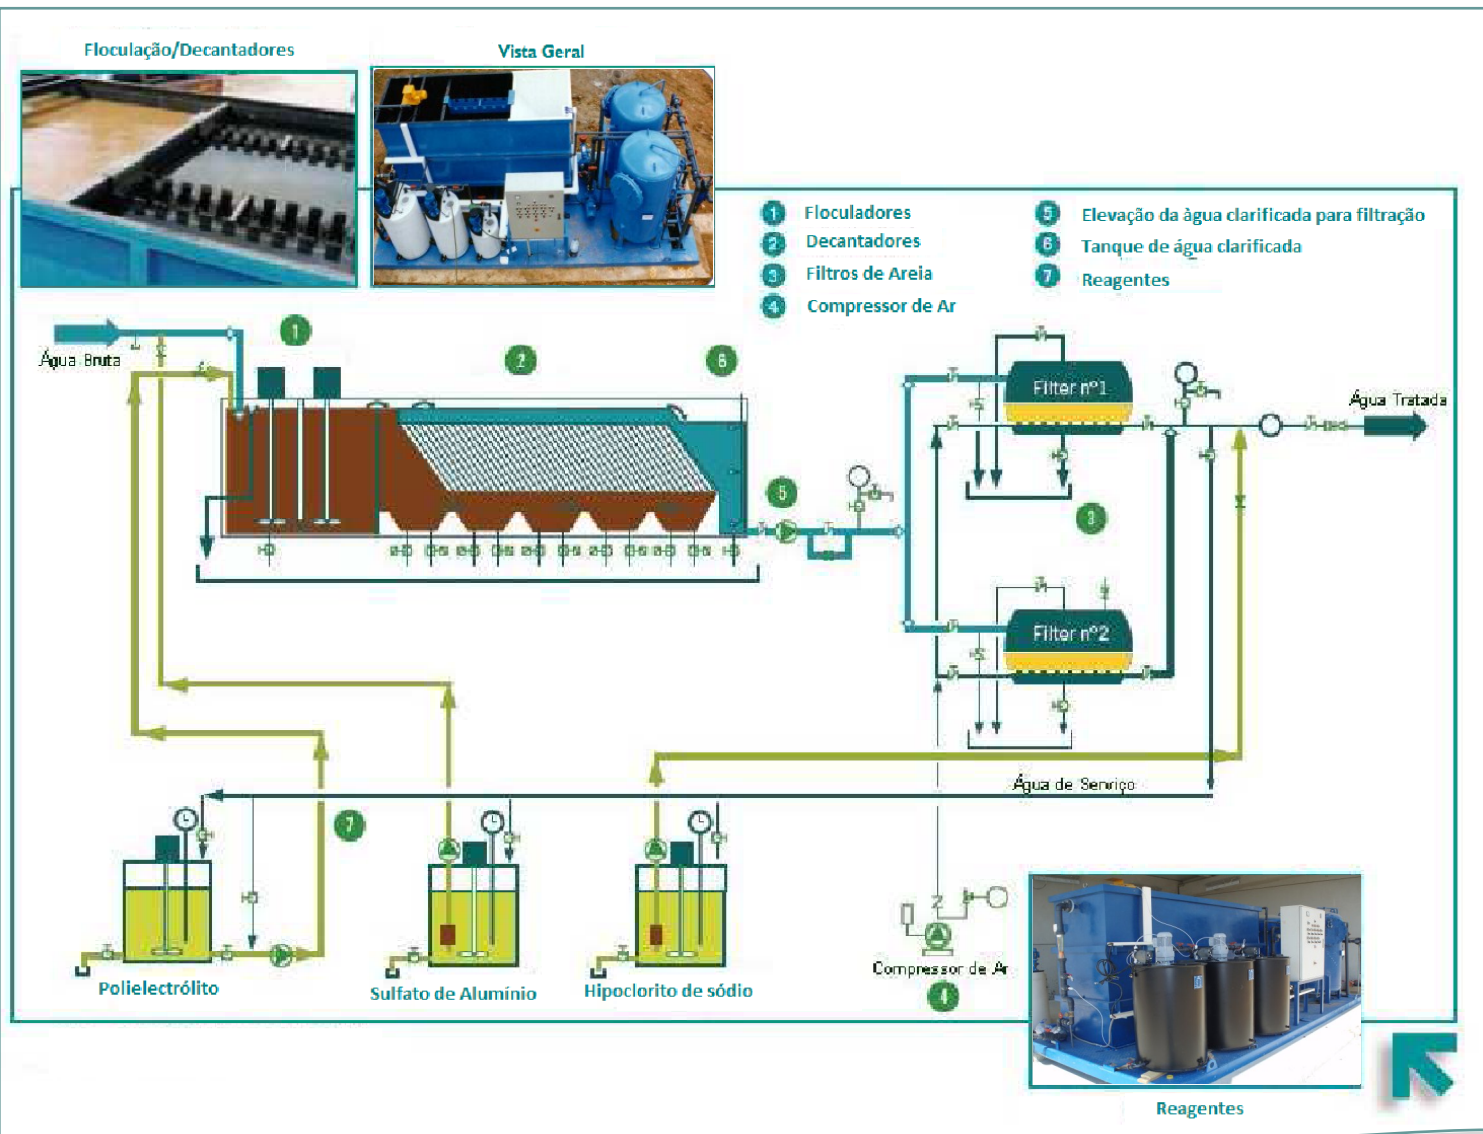 Floculação/Decantadores
Vista Geral
1 Floculadores
2 Decantadores
3 Filtros de Areia
4 Compressor de Ar
5 Elevação da àgua clarificada para filtração
6 Tanque de água clarificada
7 Reagentes
Água Bruta
1
2
6
Filter nº1
Água Tratada
5
3
Filter nº2
Água de Senriço
7
Compressor de Ar
4
Polielectrólito
Sulfato de Alumínio
Hipoclorito de sódio
Reagentes